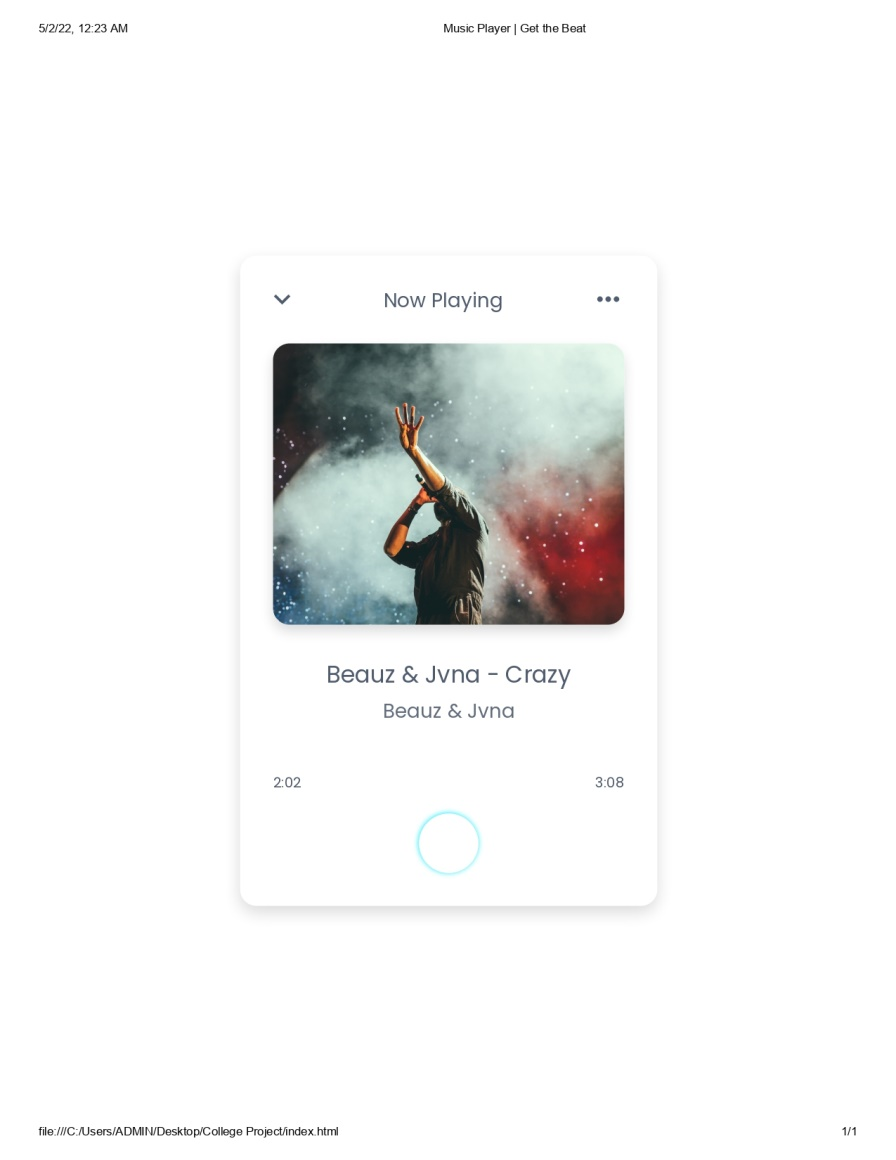 5/2/22, 12:23 AM Music Player | Get the Beat
Now Playing
Beauz & Jvna - Crazy
Beauz & Jvna
2:02 3:08
file:///C:/Users/ADMIN/Desktop/College Project/index.html 1/1